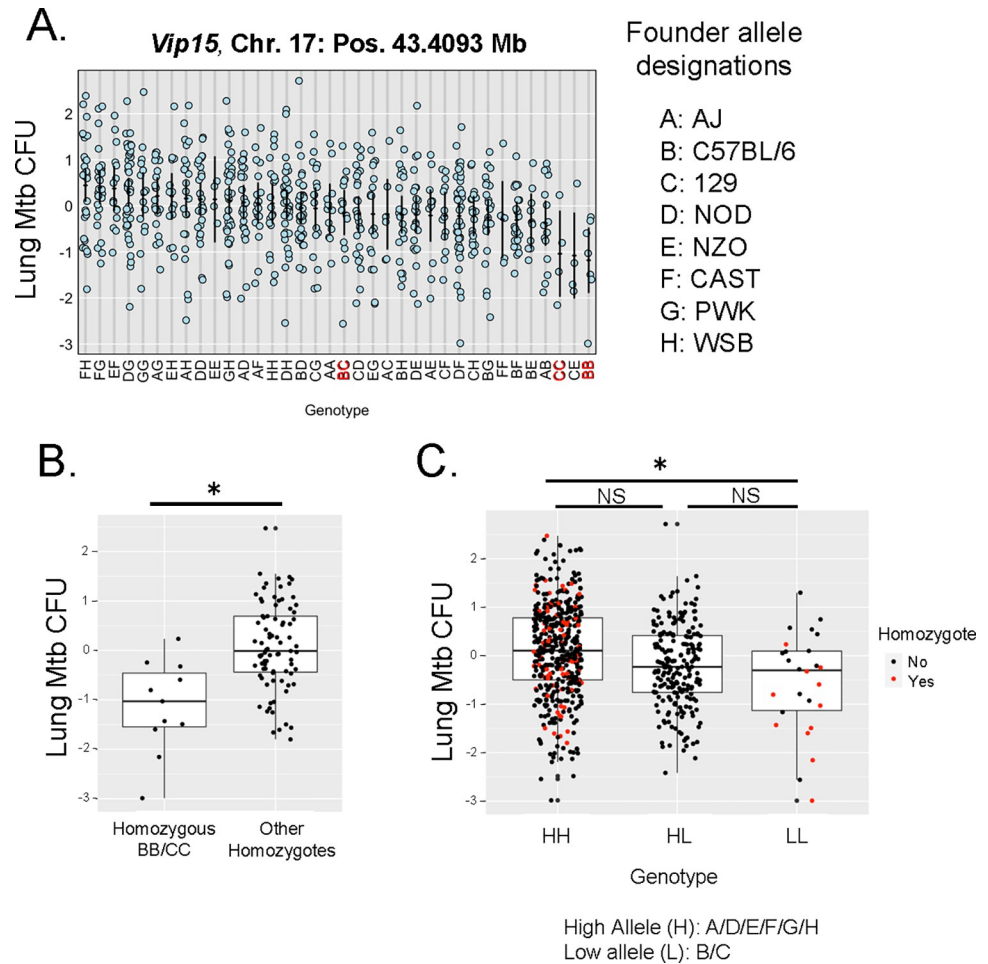 A.
Vip15, Chr. 17: Pos. 43.4093 Mb
Lung Mtb CFU
2
1
0
-1
-2
-3
FH FG EF DG GG AG EH AH DD EE GH AD AF HH DH BD CG AA BC CD EG AC BH DE AE CF DF CH BG FF BF BE AB CC CE BB
Genotype
Founder allele
designations
A: AJ
B: C57BL/6
C: 129
D: NOD
E: NZO
F: CAST
G: PWK
H: WSB
B.
*
Lung Mtb CFU
2
1
0
-1
-2
-3
Homozygous
BB/CC
Other
Homozygotes
C.
*
NS NS
Lung Mtb CFU
2
1
0
-1
-2
-3
HH HL LL
Genotype
Homozygote
No
Yes
High Allele (H): A/D/E/F/G/H
Low allele (L): B/C